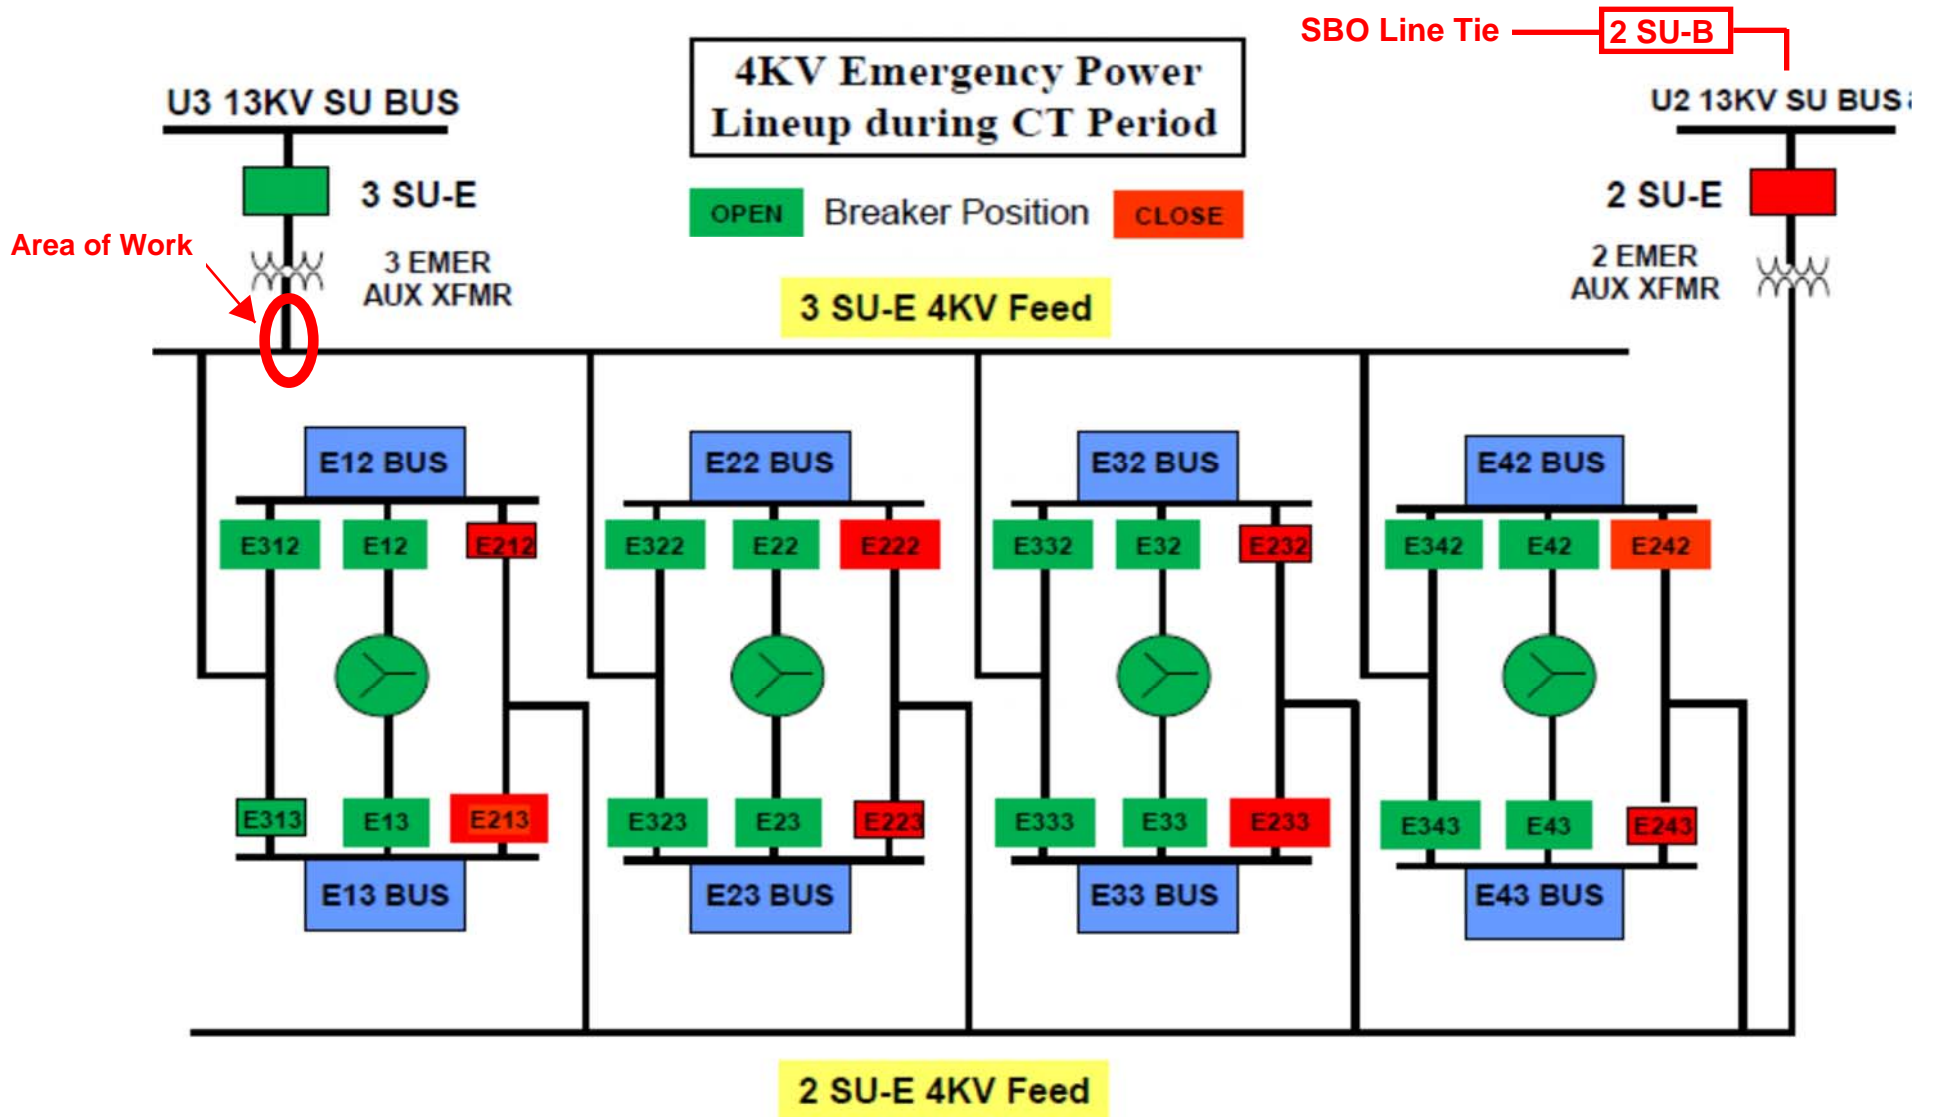 SBO Line Tie
2 SU-B
4KV Emergency Power
Lineup during CT Period
U3 13KV SU BUS
U2 13KV SU BUS
3 SU-E
OPEN
Breaker Position
CLOSE
2 SU-E
Area of Work
3 EMER
AUX XFMR
2 EMER
AUX XFMR
3 SU-E 4KV Feed
E12 BUS
E22 BUS
E32 BUS
E42 BUS
E312
E12
E212
E322
E22
E222
E332
E32
E232
E342
E42
E242
E313
E13
E213
E323
E23
E223
E333
E33
E233
E343
E43
E243
E13 BUS
E23 BUS
E33 BUS
E43 BUS
2 SU-E 4KV Feed